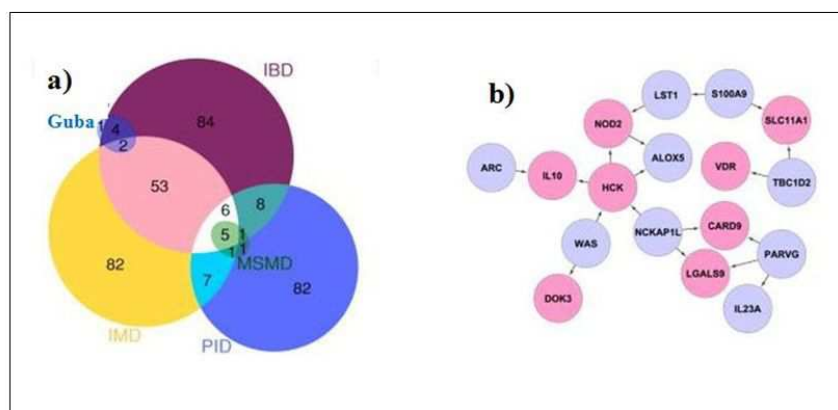 a)
IBD
Guba
1 4
2
84
53
6
8
5 1
1 1
MSMD
82
7
82
IMD
PID
b)
LST1
S100A9
NOD2
SLC11A1
ARC
IL10
ALOX5
VDR
TBC1D2
HCK
WAS
NCKAP1L
CARD9
PARVG
LGALS9
DOK3
IL23A